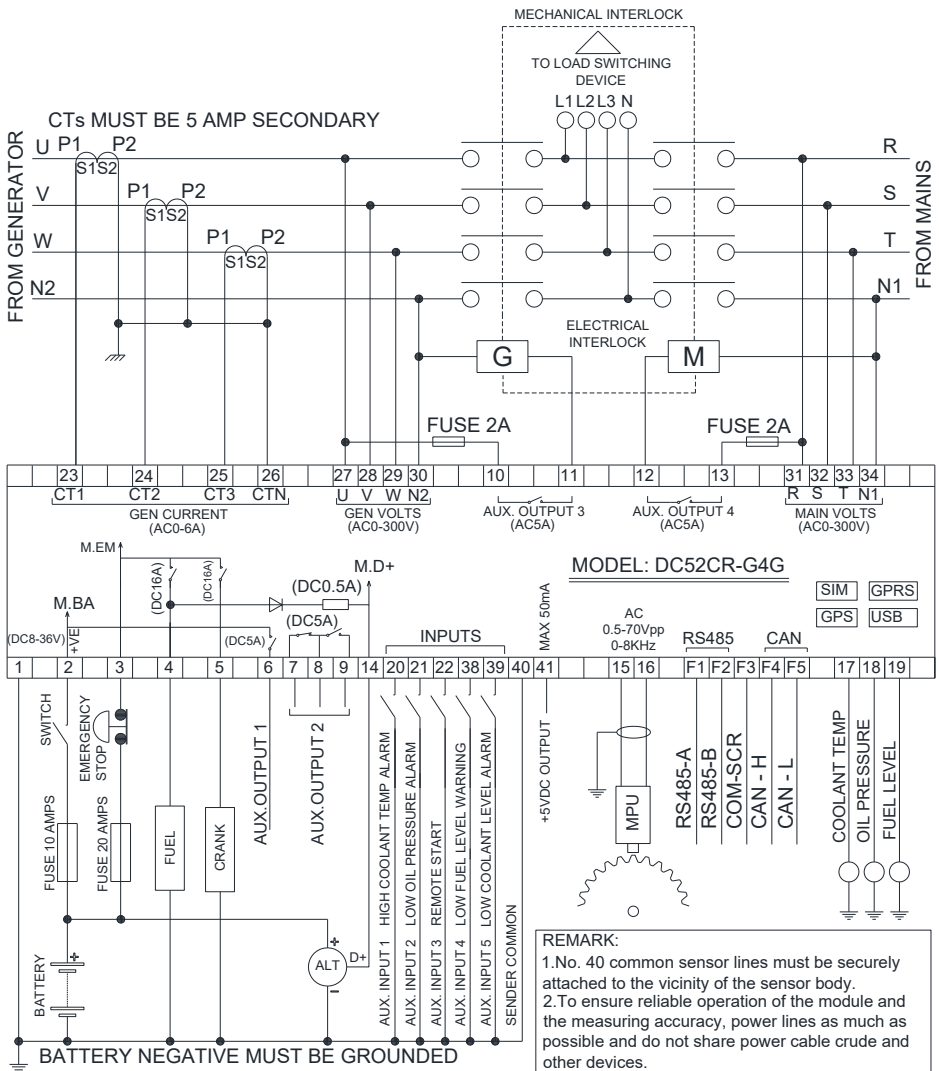 MECHANICAL INTERLOCK
TO LOAD SWITCHING
DEVICE
L1 L2 L3 N
CTs MUST BE 5 AMP SECONDARY
FROM GENERATOR
FROM MAINS
U P1 P2
S1S2
R
V P1 P2
S1S2
S
W P1 P2
S1S2
T
N2
N1
ELECTRICAL
INTERLOCK
G
M
FUSE 2A
FUSE 2A
23 24 25 26 27 28 29 30 10 11 12 13 31 32 33 34
CT1 CT2 CT3 CTN U V W N2 R S T N1
GEN CURRENT
(AC0-6A)
GEN VOLTS
(AC0-300V)
AUX. OUTPUT 3
(AC5A)
AUX. OUTPUT 4
(AC5A)
MAIN VOLTS
(AC0-300V)
M.EM
(DC16A)
(DC16A)
M.D+
(DC0.5A)
M.BA
(DC8-36V)
+VE
(DC5A)
(DC5A)
INPUTS
MAX 50mA
MODEL: DC52CR-G4G
AC
0.5-70Vpp
0-8KHz
RS485
CAN
SIM
GPRS
GPS
USB
1 2 3 4 5 6 7 8 9 14 20 21 22 38 39 40 41 15 16 F1 F2 F3 F4 F5 17 18 19
SWITCH
FUSE 10 AMPS
EMERGENCY
STOP
FUSE 20 AMPS
FUEL
CRANK
AUX.OUTPUT 1
AUX.OUTPUT 2
AUX. INPUT 1 HIGH COOLANT TEMP ALARM
AUX. INPUT 2 LOW OIL PRESSURE ALARM
AUX. INPUT 3 REMOTE START
AUX. INPUT 4 LOW FUEL LEVEL WARNING
AUX. INPUT 5 LOW COOLANT LEVEL ALARM
SENDER COMMON
+5VDC OUTPUT
MPU
RS485-A
RS485-B
COM-SCR
CAN - H
CAN - L
COOLANT TEMP
OIL PRESSURE
FUEL LEVEL
BATTERY
+
+
ALT
D+
-
BATTERY NEGATIVE MUST BE GROUNDED
REMARK:
1.No. 40 common sensor lines must be securely
attached to the vicinity of the sensor body.
2.To ensure reliable operation of the module and
the measuring accuracy, power lines as much as
possible and do not share power cable crude and
other devices.